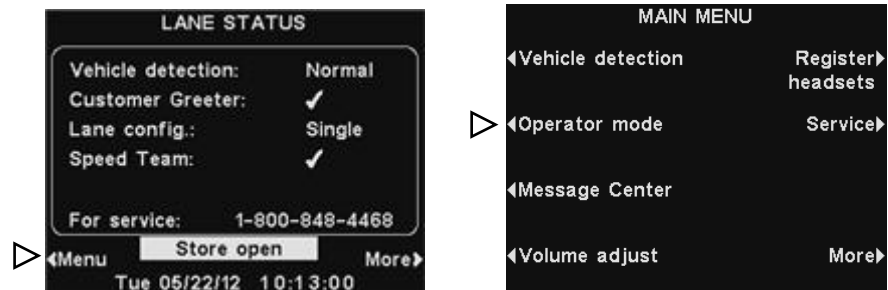 LANE STATUS
Vehicle detection: Normal
Customer Greeter: ✓
Lane config.: Single
Speed Team: ✓
For service: 1-800-848-4468
Store open
Menu More
Tue 05/22/12 10:13:00
MAIN MENU
Vehicle detection Register
headsets
Operator mode Service
Message Center
Volume adjust More